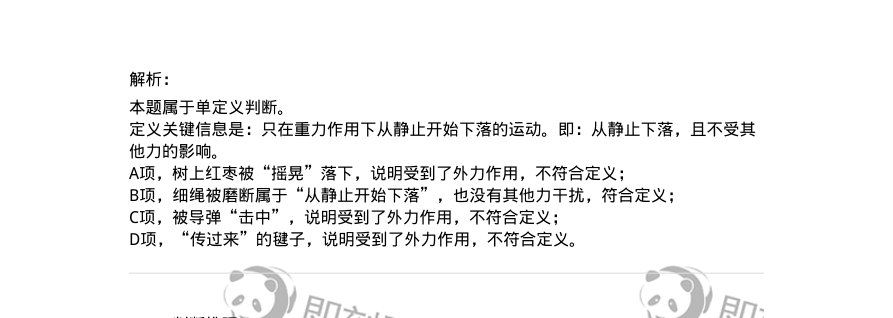 解析：
本题属于单定义判断。
定义关键信息是：只在重力作用下从静止开始下落的运动。即：从静止下落，且不受其
他力的影响。
A项，树上红枣被“摇晃”落下，说明受到了外力作用，不符合定义；
B项，细绳被磨断属于“从静止开始下落”，也没有其他力干扰，符合定义；
C项，被导弹“击中”，说明受到了外力作用，不符合定义；
D项，“传过来”的毽子，说明受到了外力作用，不符合定义。